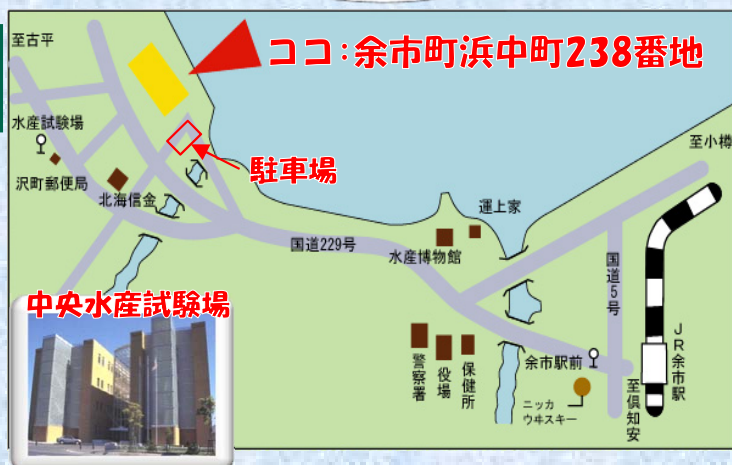 至古平
ココ:余市町浜中町238番地
水産試験場
至小樽
駐車場
沢町郵便局
北海信金
運上家
国道229号
水産博物館
国道5号
中央水産試験場
JR余市駅
警察署
役場
保健所
余市駅前
ニッカ
ウヰスキー
至倶知安